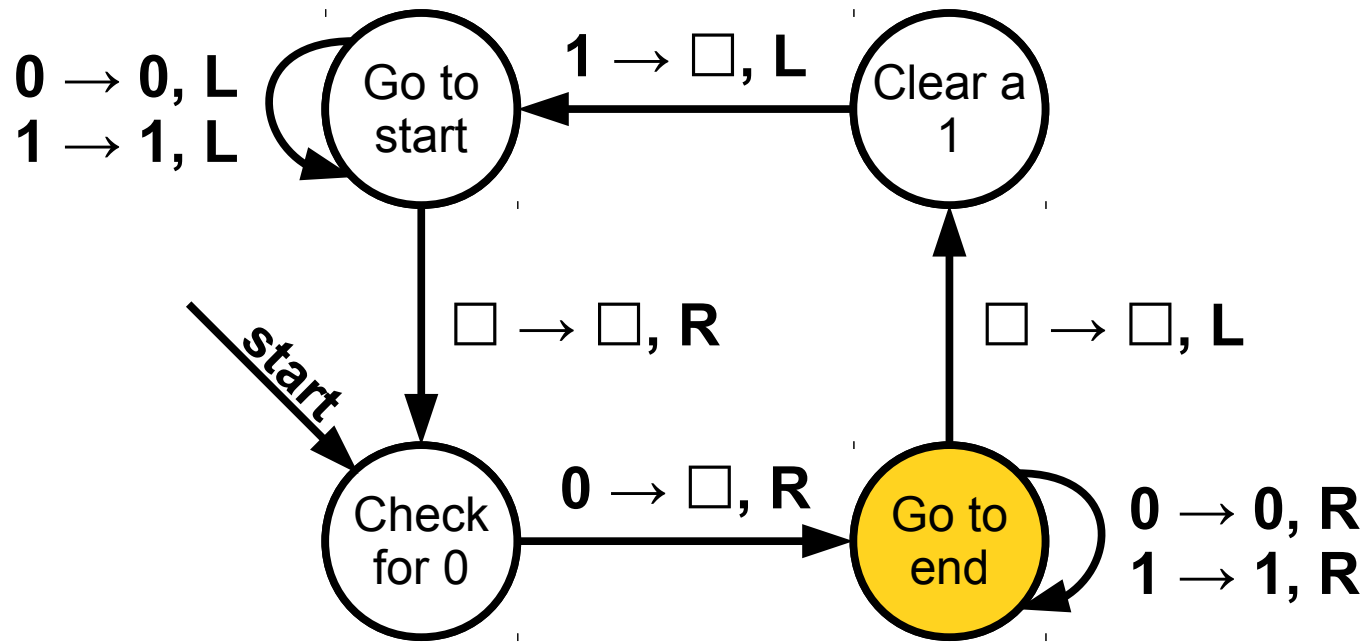 0 → 0, L
1 → 1, L
Go to
start
1 → □, L
Clear a
1
□ → □, R
□ → □, L
start
Check
for 0
0 → □, R
Go to
end
0 → 0, R
1 → 1, R